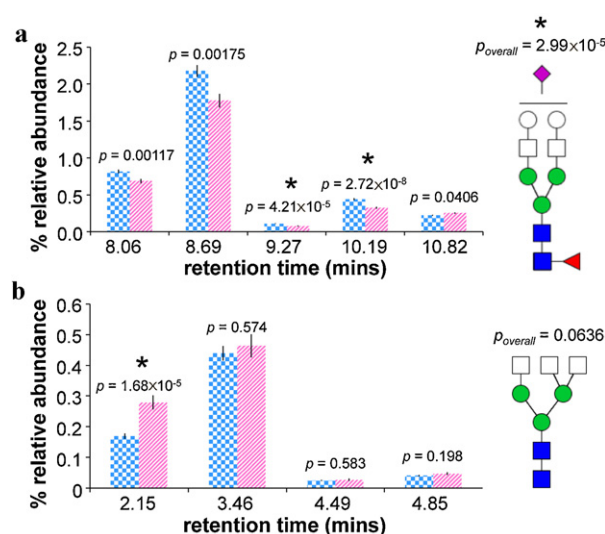 a
% relative abundance
2.5
2.0
1.5
1.0
0.5
0.0
p = 0.00117
p = 0.00175
*
p = 4.21×10⁻⁵
*
p = 2.72×10⁻⁸
p = 0.0406
8.06 8.69 9.27 10.19 10.82
retention time (mins)
*
p_overall = 2.99×10⁻⁵
b
% relative abundance
0.6
0.5
0.4
0.3
0.2
0.1
0
*
p = 1.68×10⁻⁵
p = 0.574
p = 0.583
p = 0.198
2.15 3.46 4.49 4.85
retention time (mins)
p_overall = 0.0636